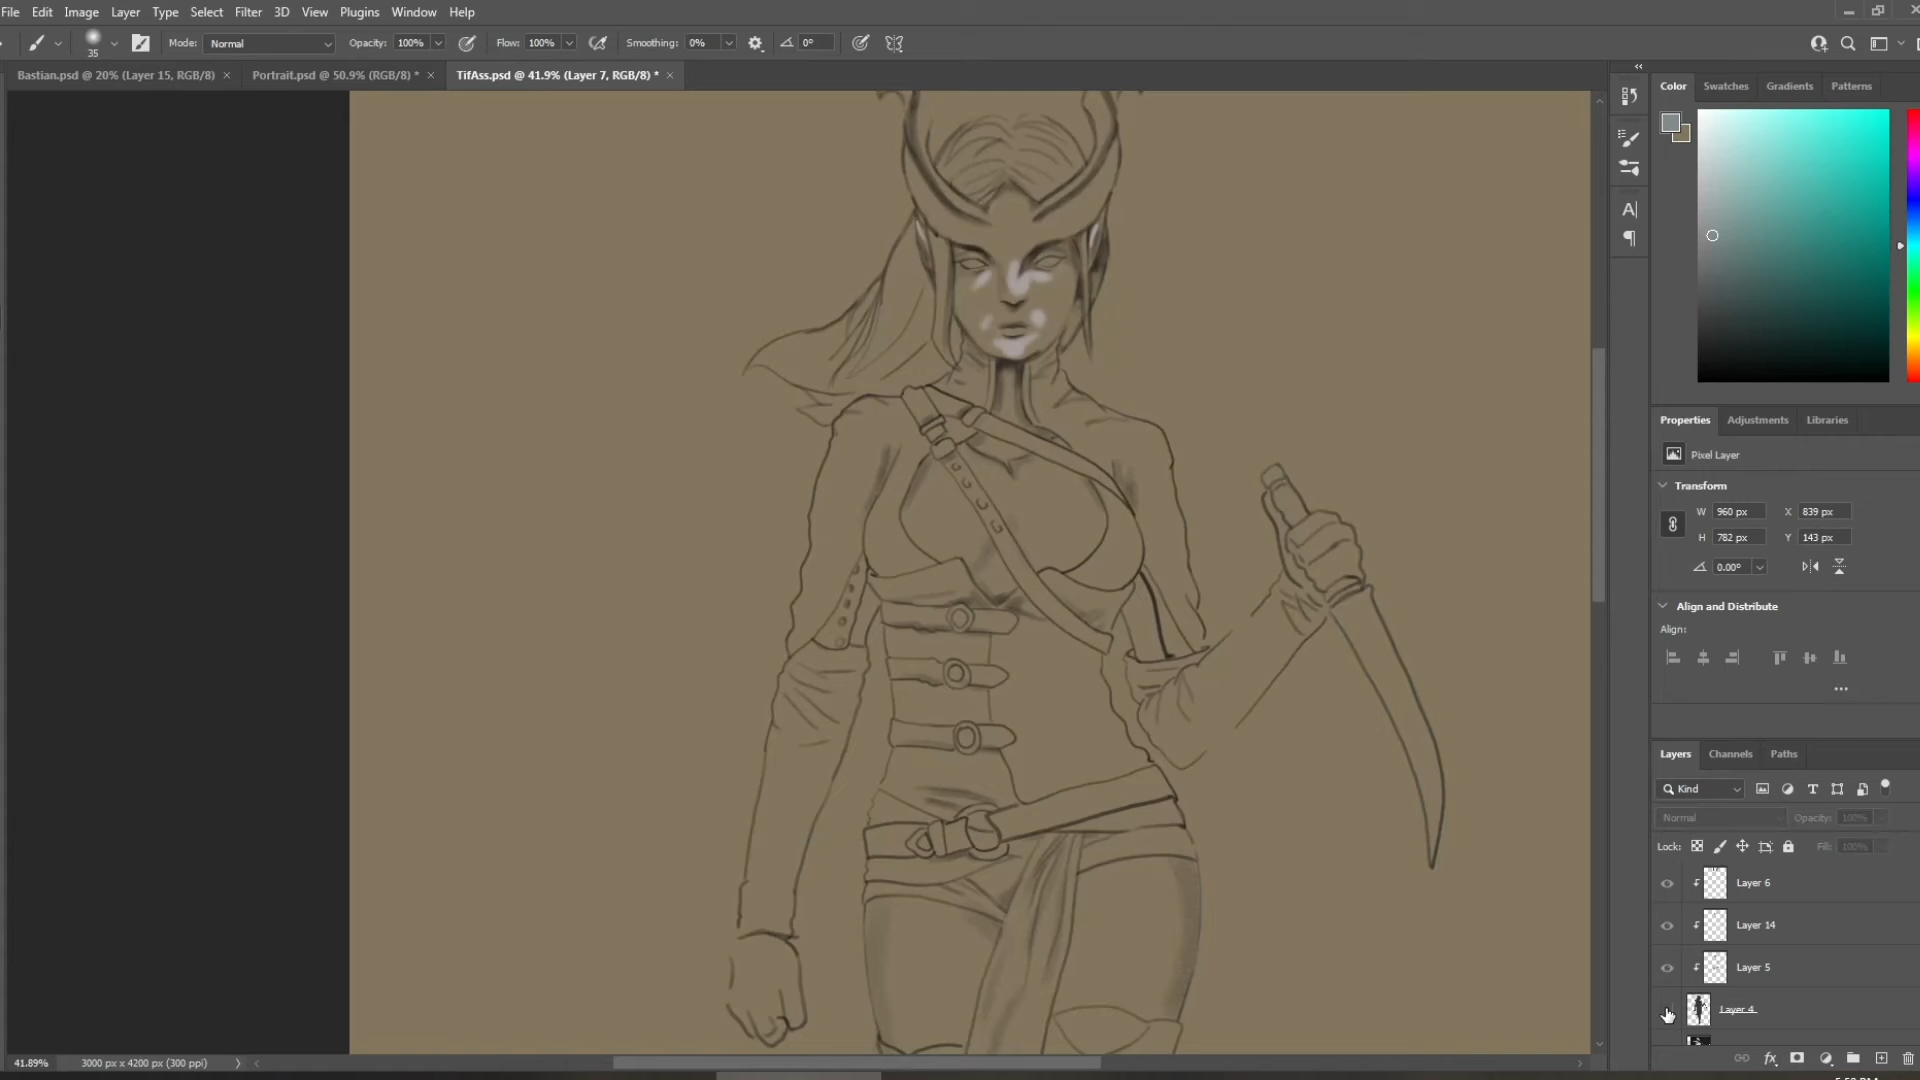 File Edit Image Layer Type Select Filter 3D View Plugins Window Help
35 Mode: Normal Opacity: 100% Flow: 100% Smoothing: 0% 0°
Bastian.psd @ 20% (Layer 15, RGB/8) × Portrait.psd @ 50.9% (RGB/8) * × TifAss.psd @ 41.9% (Layer 7, RGB/8) * ×
Color Swatches Gradients Patterns
Properties Adjustments Libraries
Pixel Layer
Transform
W 960 px X 839 px
H 782 px Y 143 px
0.00°
Align and Distribute
Align:
Layers Channels Paths
Kind
Normal Opacity: 100%
Lock: Fill: 100%
Layer 6
Layer 14
Layer 5
Layer 4
41.89% 3000 px x 4200 px (300 ppi)